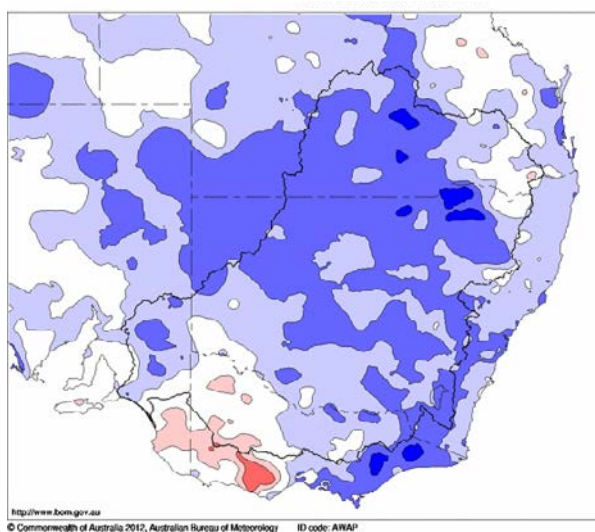 http://www.bom.gov.au
© Commonwealth of Australia 2012, Australian Bureau of Meteorology ID code: AWAP